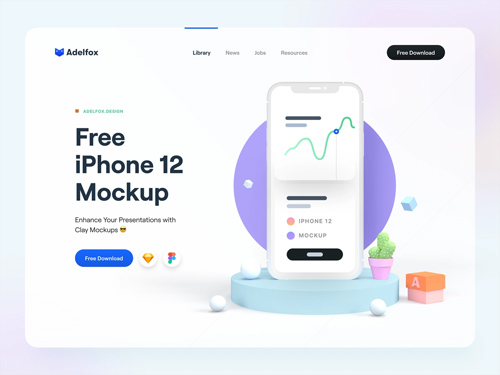 Adelfox
Library
News
Jobs
Resources
Free Download
ADELFOX.DESIGN
Free
iPhone 12
Mockup
Enhance Your Presentations with
Clay Mockups 😎
Free Download
IPHONE 12
MOCKUP
A